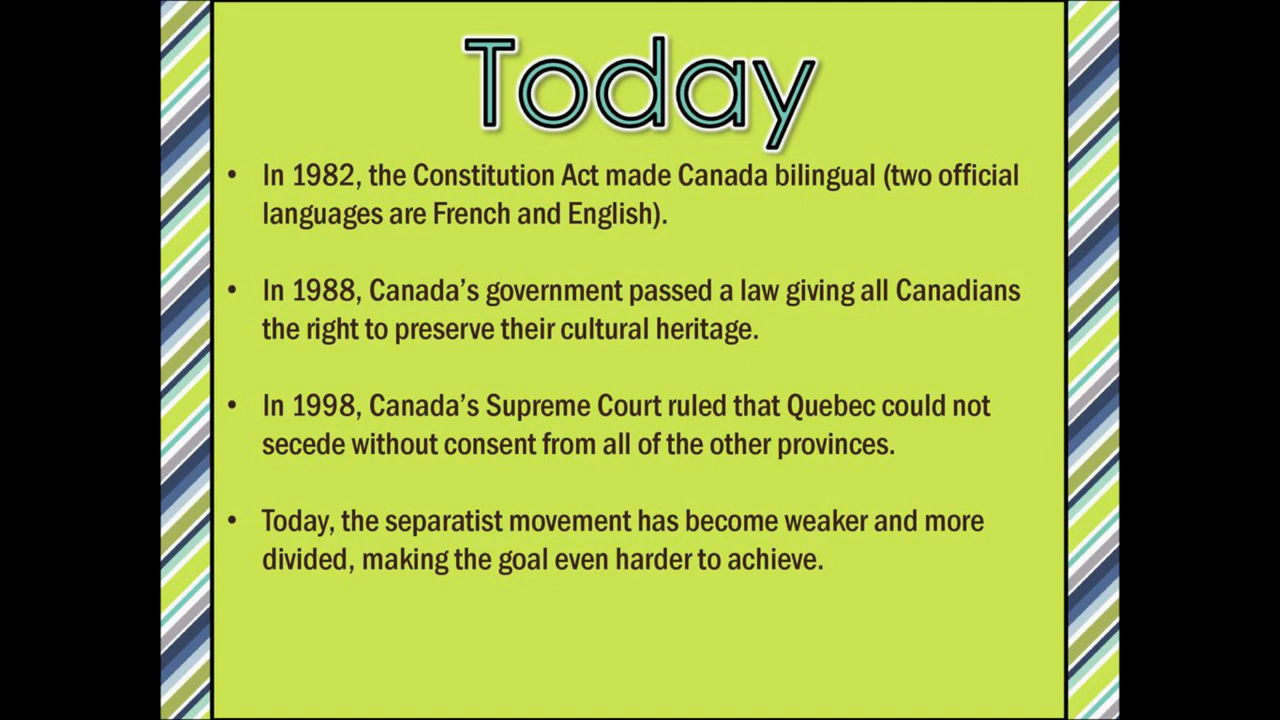 Today
• In 1982, the Constitution Act made Canada bilingual (two official
languages are French and English).
• In 1988, Canada's government passed a law giving all Canadians
the right to preserve their cultural heritage.
• In 1998, Canada's Supreme Court ruled that Quebec could not
secede without consent from all of the other provinces.
• Today, the separatist movement has become weaker and more
divided, making the goal even harder to achieve.